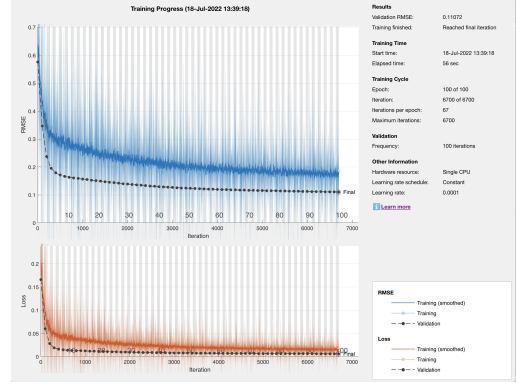 Training Progress (18-Jul-2022 13:39:18)
RMSE
0.7
0.6
0.5
0.4
0.3
0.2
0.1
0
10 20 30 40 50 60 70 80 90 100
Final
0 1000 2000 3000 4000 5000 6000 7000
Iteration
Loss
0.2
0.15
0.1
0.05
0
Final
0 1000 2000 3000 4000 5000 6000 7000
Iteration
Results
Validation RMSE: 0.11072
Training finished: Reached final iteration
Training Time
Start time: 18-Jul-2022 13:39:18
Elapsed time: 56 sec
Training Cycle
Epoch: 100 of 100
Iteration: 6700 of 6700
Iterations per epoch: 67
Maximum iterations: 6700
Validation
Frequency: 100 iterations
Other Information
Hardware resource: Single CPU
Learning rate schedule: Constant
Learning rate: 0.0001
Learn more
RMSE
Training (smoothed)
Training
Validation
Loss
Training (smoothed)
Training
Validation